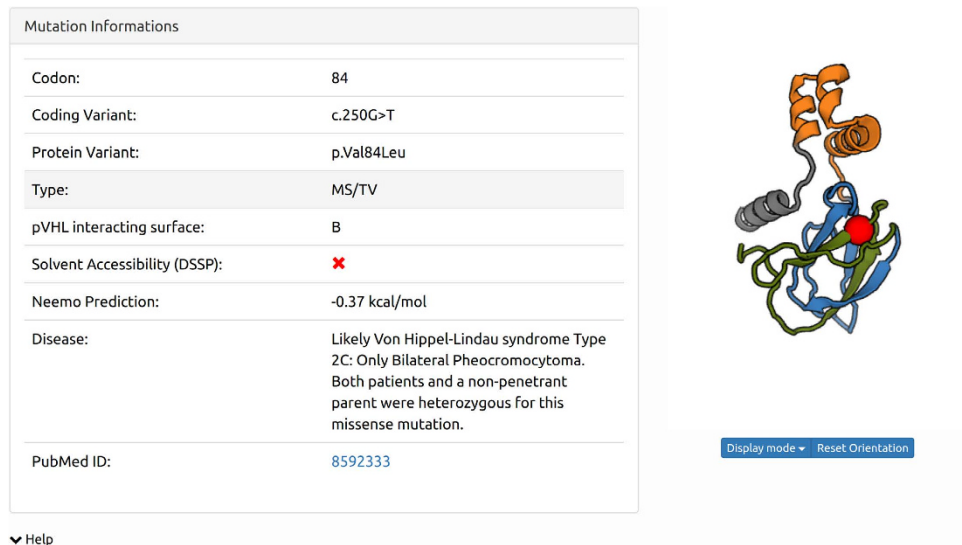 Mutation Informations
Codon: 84
Coding Variant: c.250G>T
Protein Variant: p.Val84Leu
Type: MS/TV
pVHL interacting surface: B
Solvent Accessibility (DSSP): ✖
Neemo Prediction: -0.37 kcal/mol
Disease: Likely Von Hippel-Lindau syndrome Type
2C: Only Bilateral Pheocromocytoma.
Both patients and a non-penetrant
parent were heterozygous for this
missense mutation.
PubMed ID: 8592333
Display mode Reset Orientation
Help